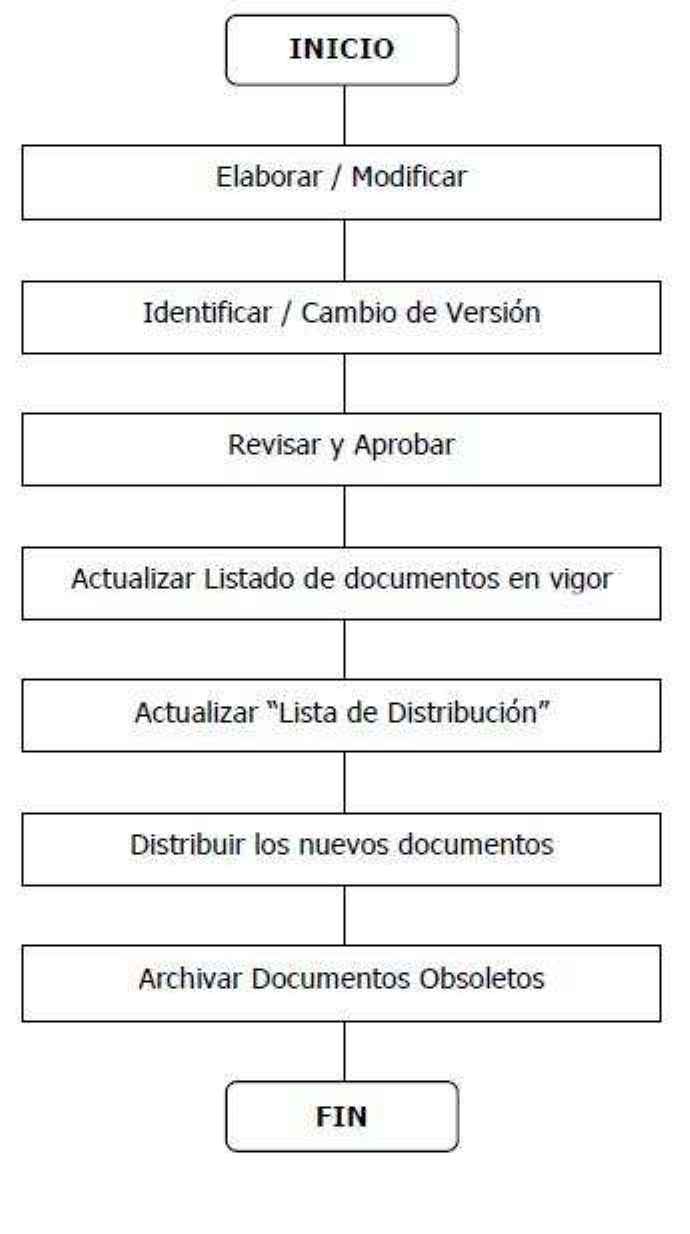 INICIO
Elaborar / Modificar
Identificar / Cambio de Versión
Revisar y Aprobar
Actualizar Listado de documentos en vigor
Actualizar “Lista de Distribución”
Distribuir los nuevos documentos
Archivar Documentos Obsoletos
FIN